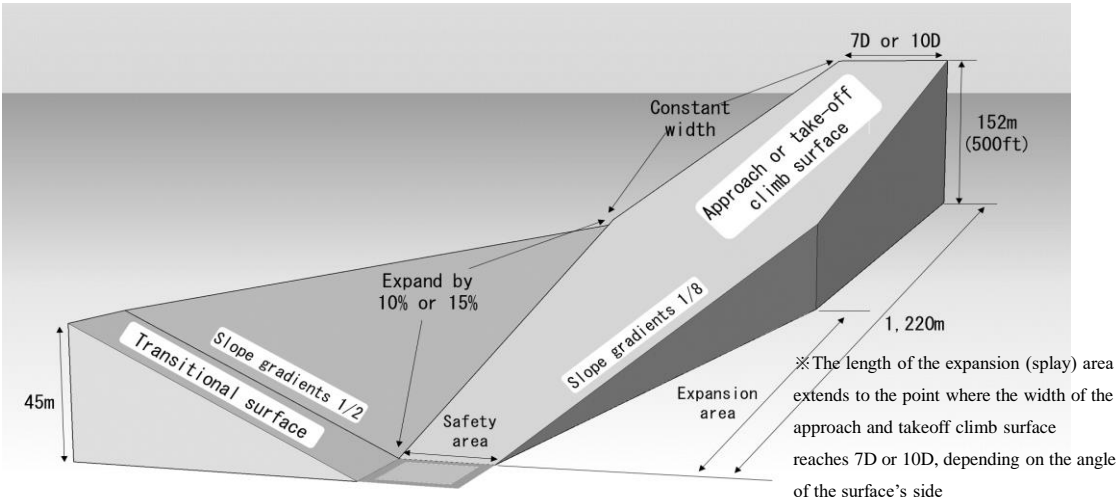 7D or 10D
Constant
width
Approach or take-off
climb surface
152m
(500ft)
Expand by
10% or 15%
Slope gradients 1/2
Transitional surface
45m
Safety
area
Slope gradients 1/8
Expansion
area
1,220m
※The length of the expansion (splay) area
extends to the point where the width of the
approach and takeoff climb surface
reaches 7D or 10D, depending on the angle
of the surface's side